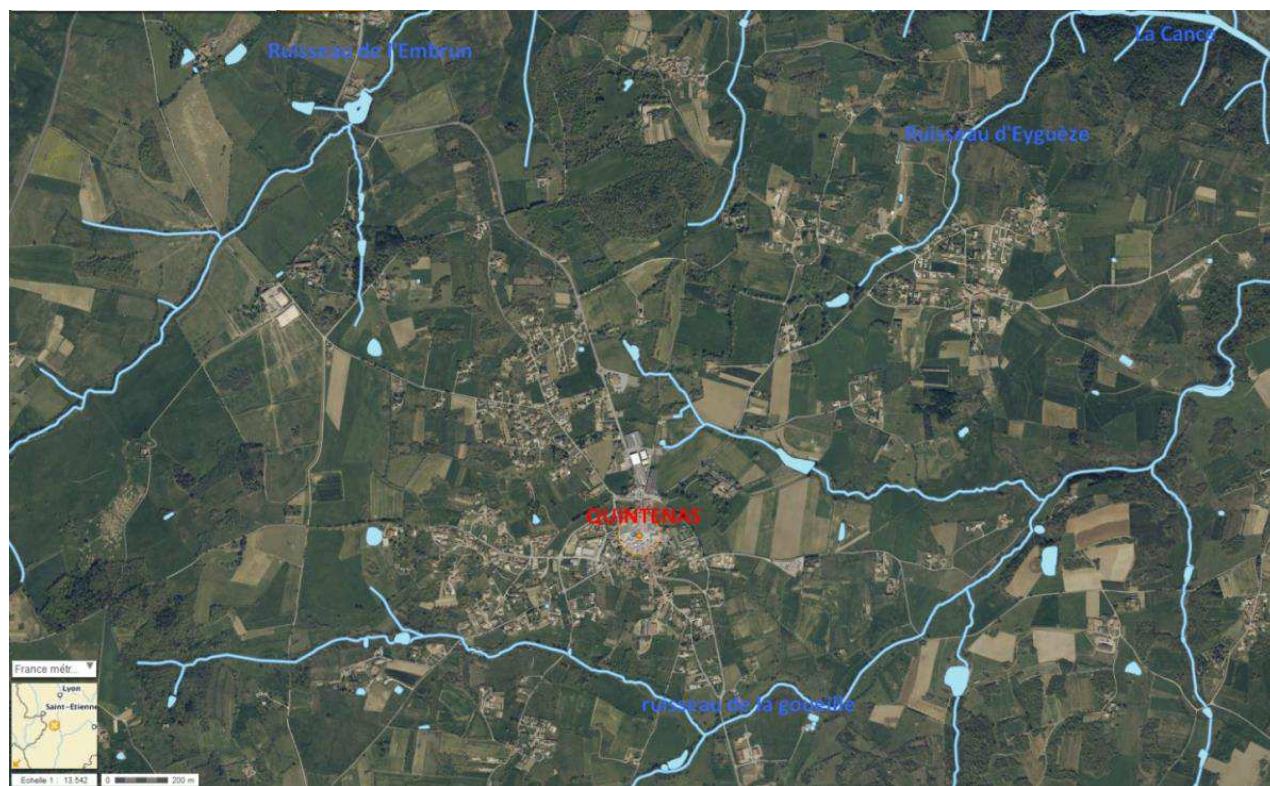 Ruisseau de l'Embrun
La Cance
Ruisseau d'Eyguèze
QUINTENAS
ruisseau de la goueille
France métr...
Lyon
Saint-Etienne
Echelle 1 : 13.542
0 200 m